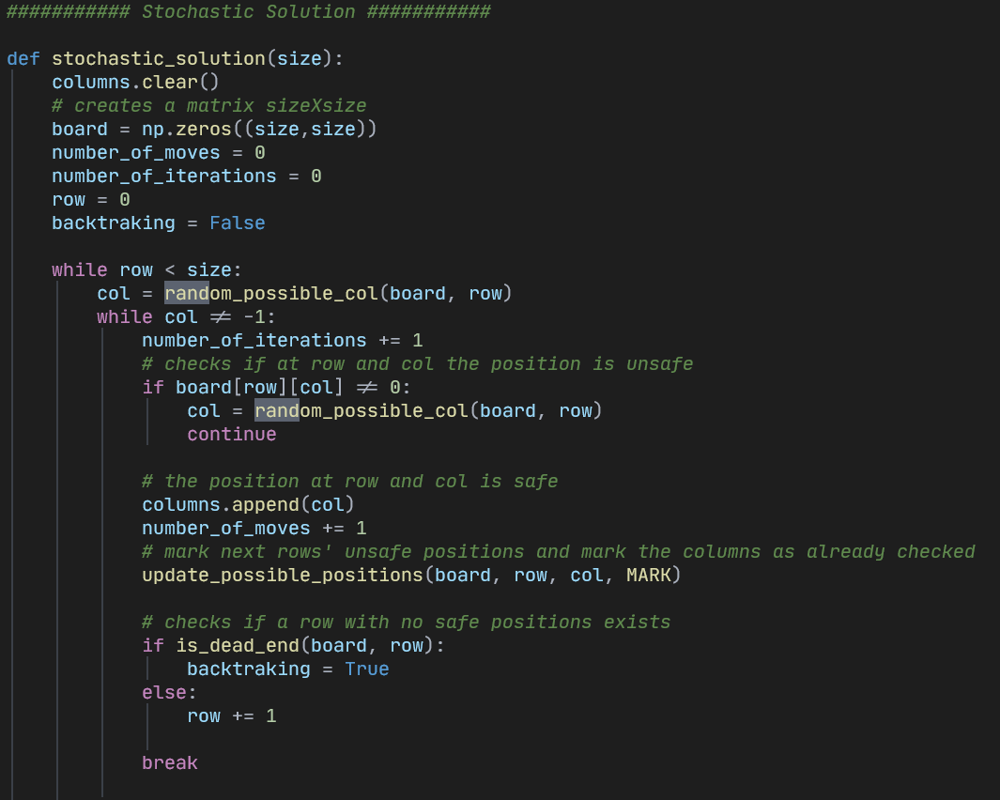 ########### Stochastic Solution ###########
def stochastic_solution(size):
    columns.clear()
    # creates a matrix sizeXsize
    board = np.zeros((size,size))
    number_of_moves = 0
    number_of_iterations = 0
    row = 0
    backtraking = False
    while row < size:
        col = random_possible_col(board, row)
        while col != -1:
            number_of_iterations += 1
            # checks if at row and col the position is unsafe
            if board[row][col] != 0:
                col = random_possible_col(board, row)
                continue
            # the position at row and col is safe
            columns.append(col)
            number_of_moves += 1
            # mark next rows' unsafe positions and mark the columns as already checked
            update_possible_positions(board, row, col, MARK)
            # checks if a row with no safe positions exists
            if is_dead_end(board, row):
                backtraking = True
            else:
                row += 1
            break